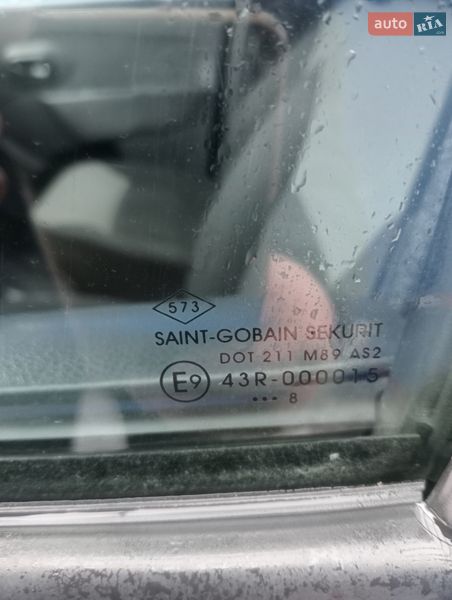 auto RIA
573
SAINT-GOBAIN SEKURIT
DOT 211 M89 AS2
E9 43R-000015
••• 8